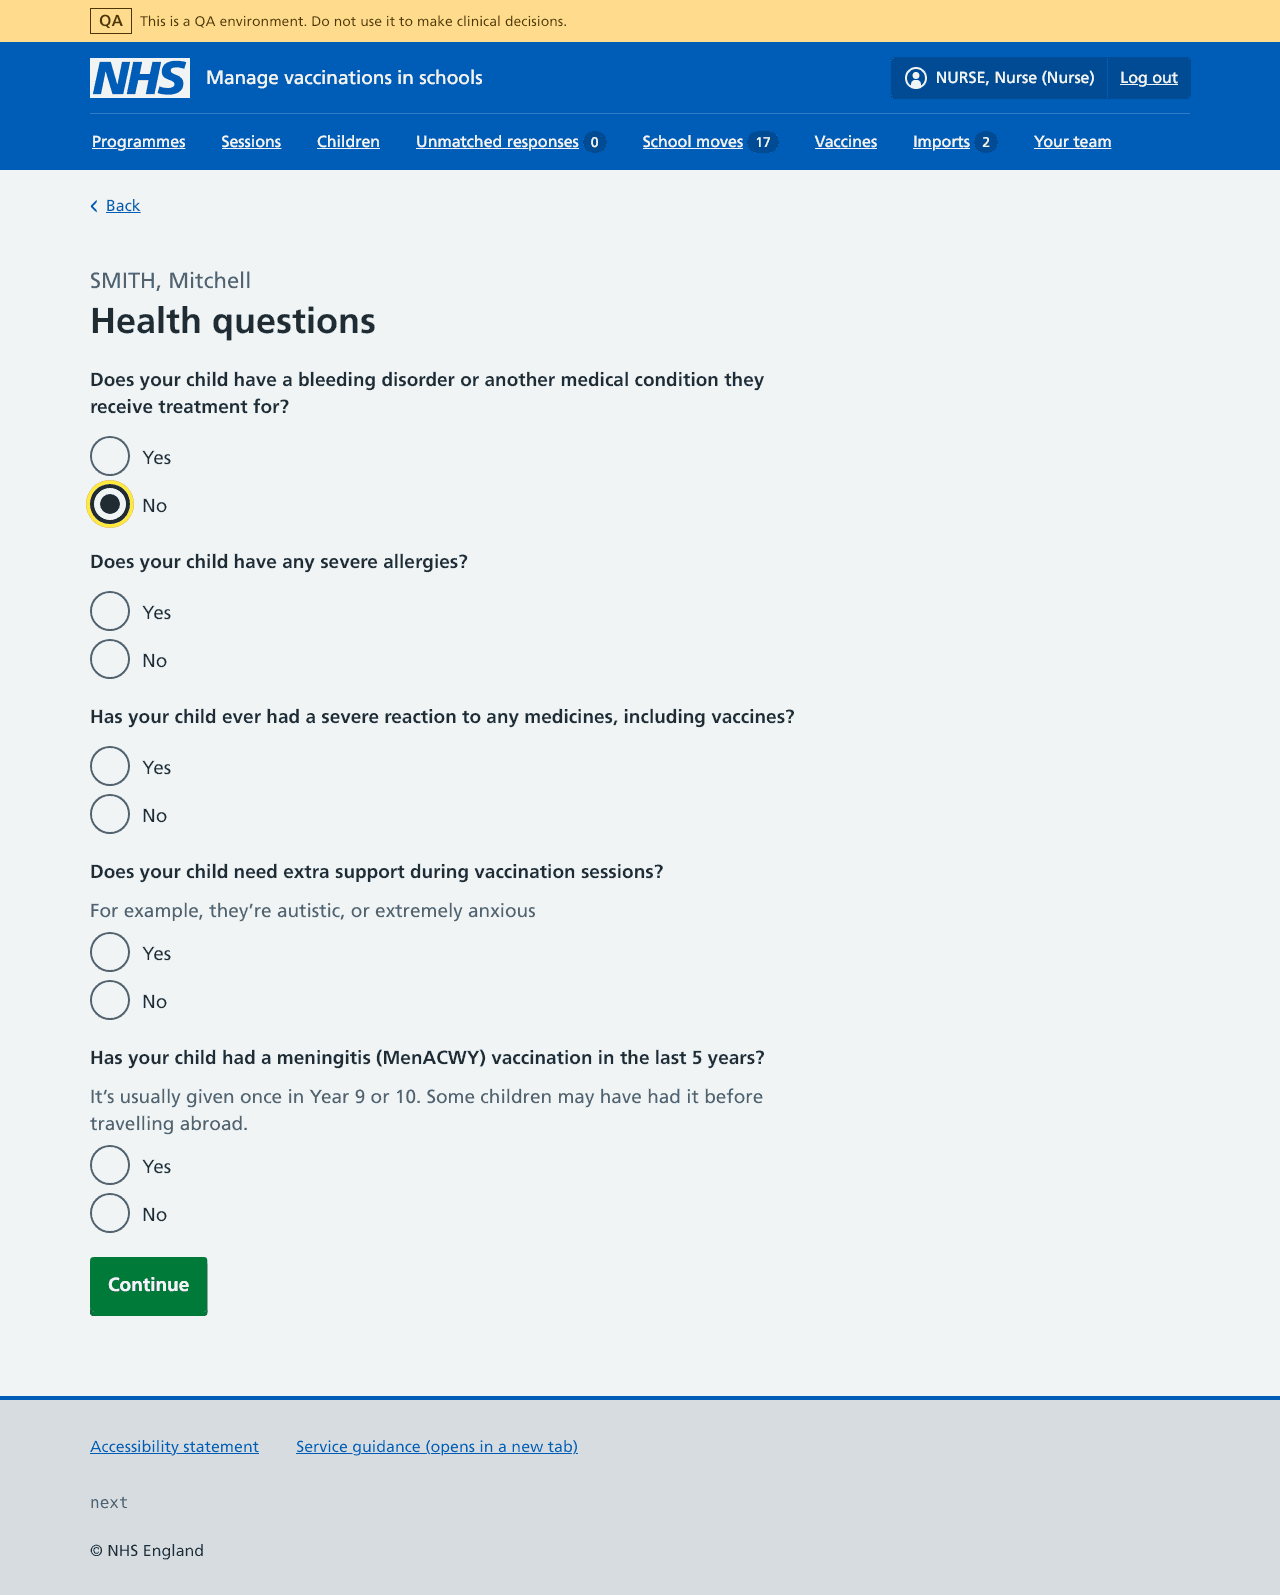 QA This is a QA environment. Do not use it to make clinical decisions.
NHS Manage vaccinations in schools NURSE, Nurse (Nurse) Log out
Programmes Sessions Children Unmatched responses 0 School moves 17 Vaccines Imports 2 Your team
Back
SMITH, Mitchell
Health questions
Does your child have a bleeding disorder or another medical condition they
receive treatment for?
Yes
No
Does your child have any severe allergies?
Yes
No
Has your child ever had a severe reaction to any medicines, including vaccines?
Yes
No
Does your child need extra support during vaccination sessions?
For example, they’re autistic, or extremely anxious
Yes
No
Has your child had a meningitis (MenACWY) vaccination in the last 5 years?
It’s usually given once in Year 9 or 10. Some children may have had it before
travelling abroad.
Yes
No
Continue
Accessibility statement Service guidance (opens in a new tab)
next
© NHS England